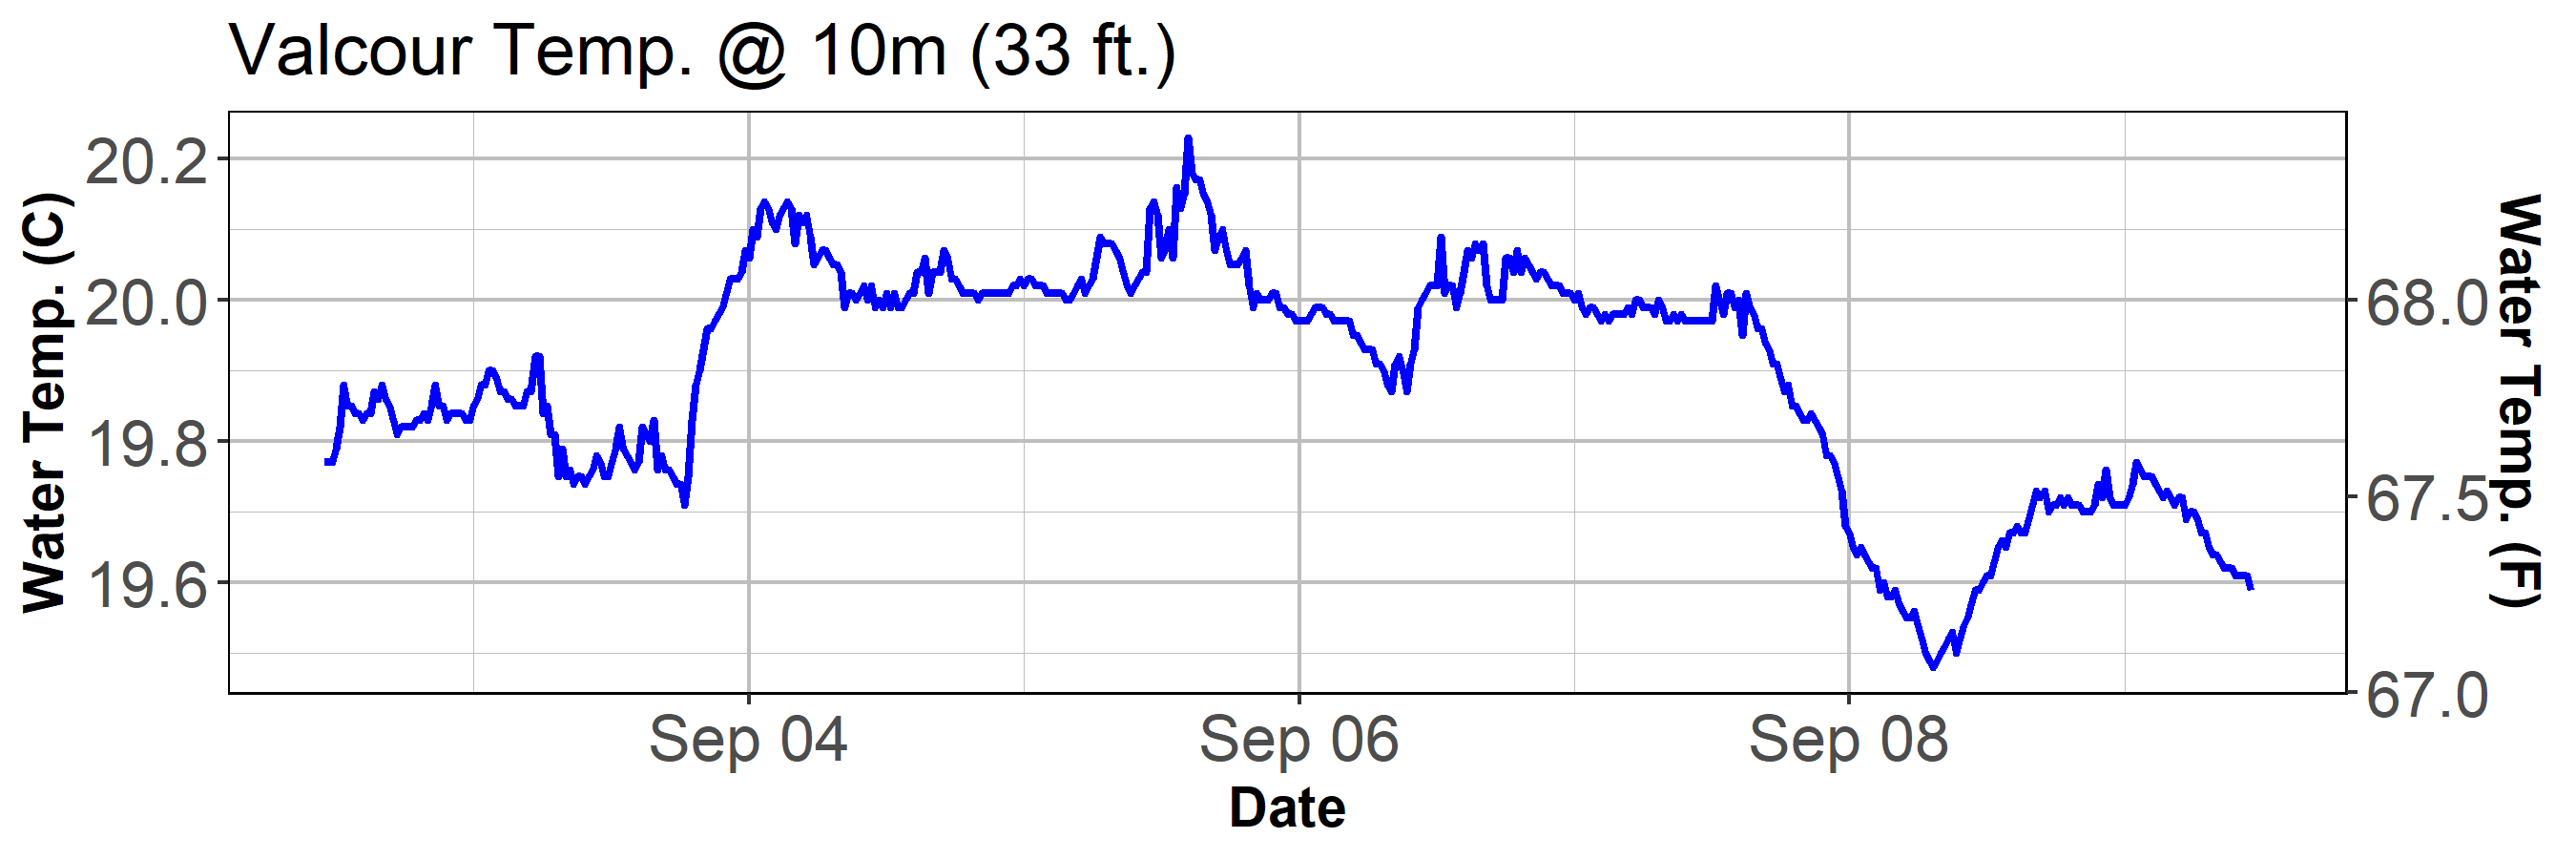 Valcour Temp. @ 10m (33 ft.)
Water Temp. (C)
20.2
20.0
19.8
19.6
68.0
67.5
67.0
Water Temp. (F)
Sep 04
Sep 06
Sep 08
Date